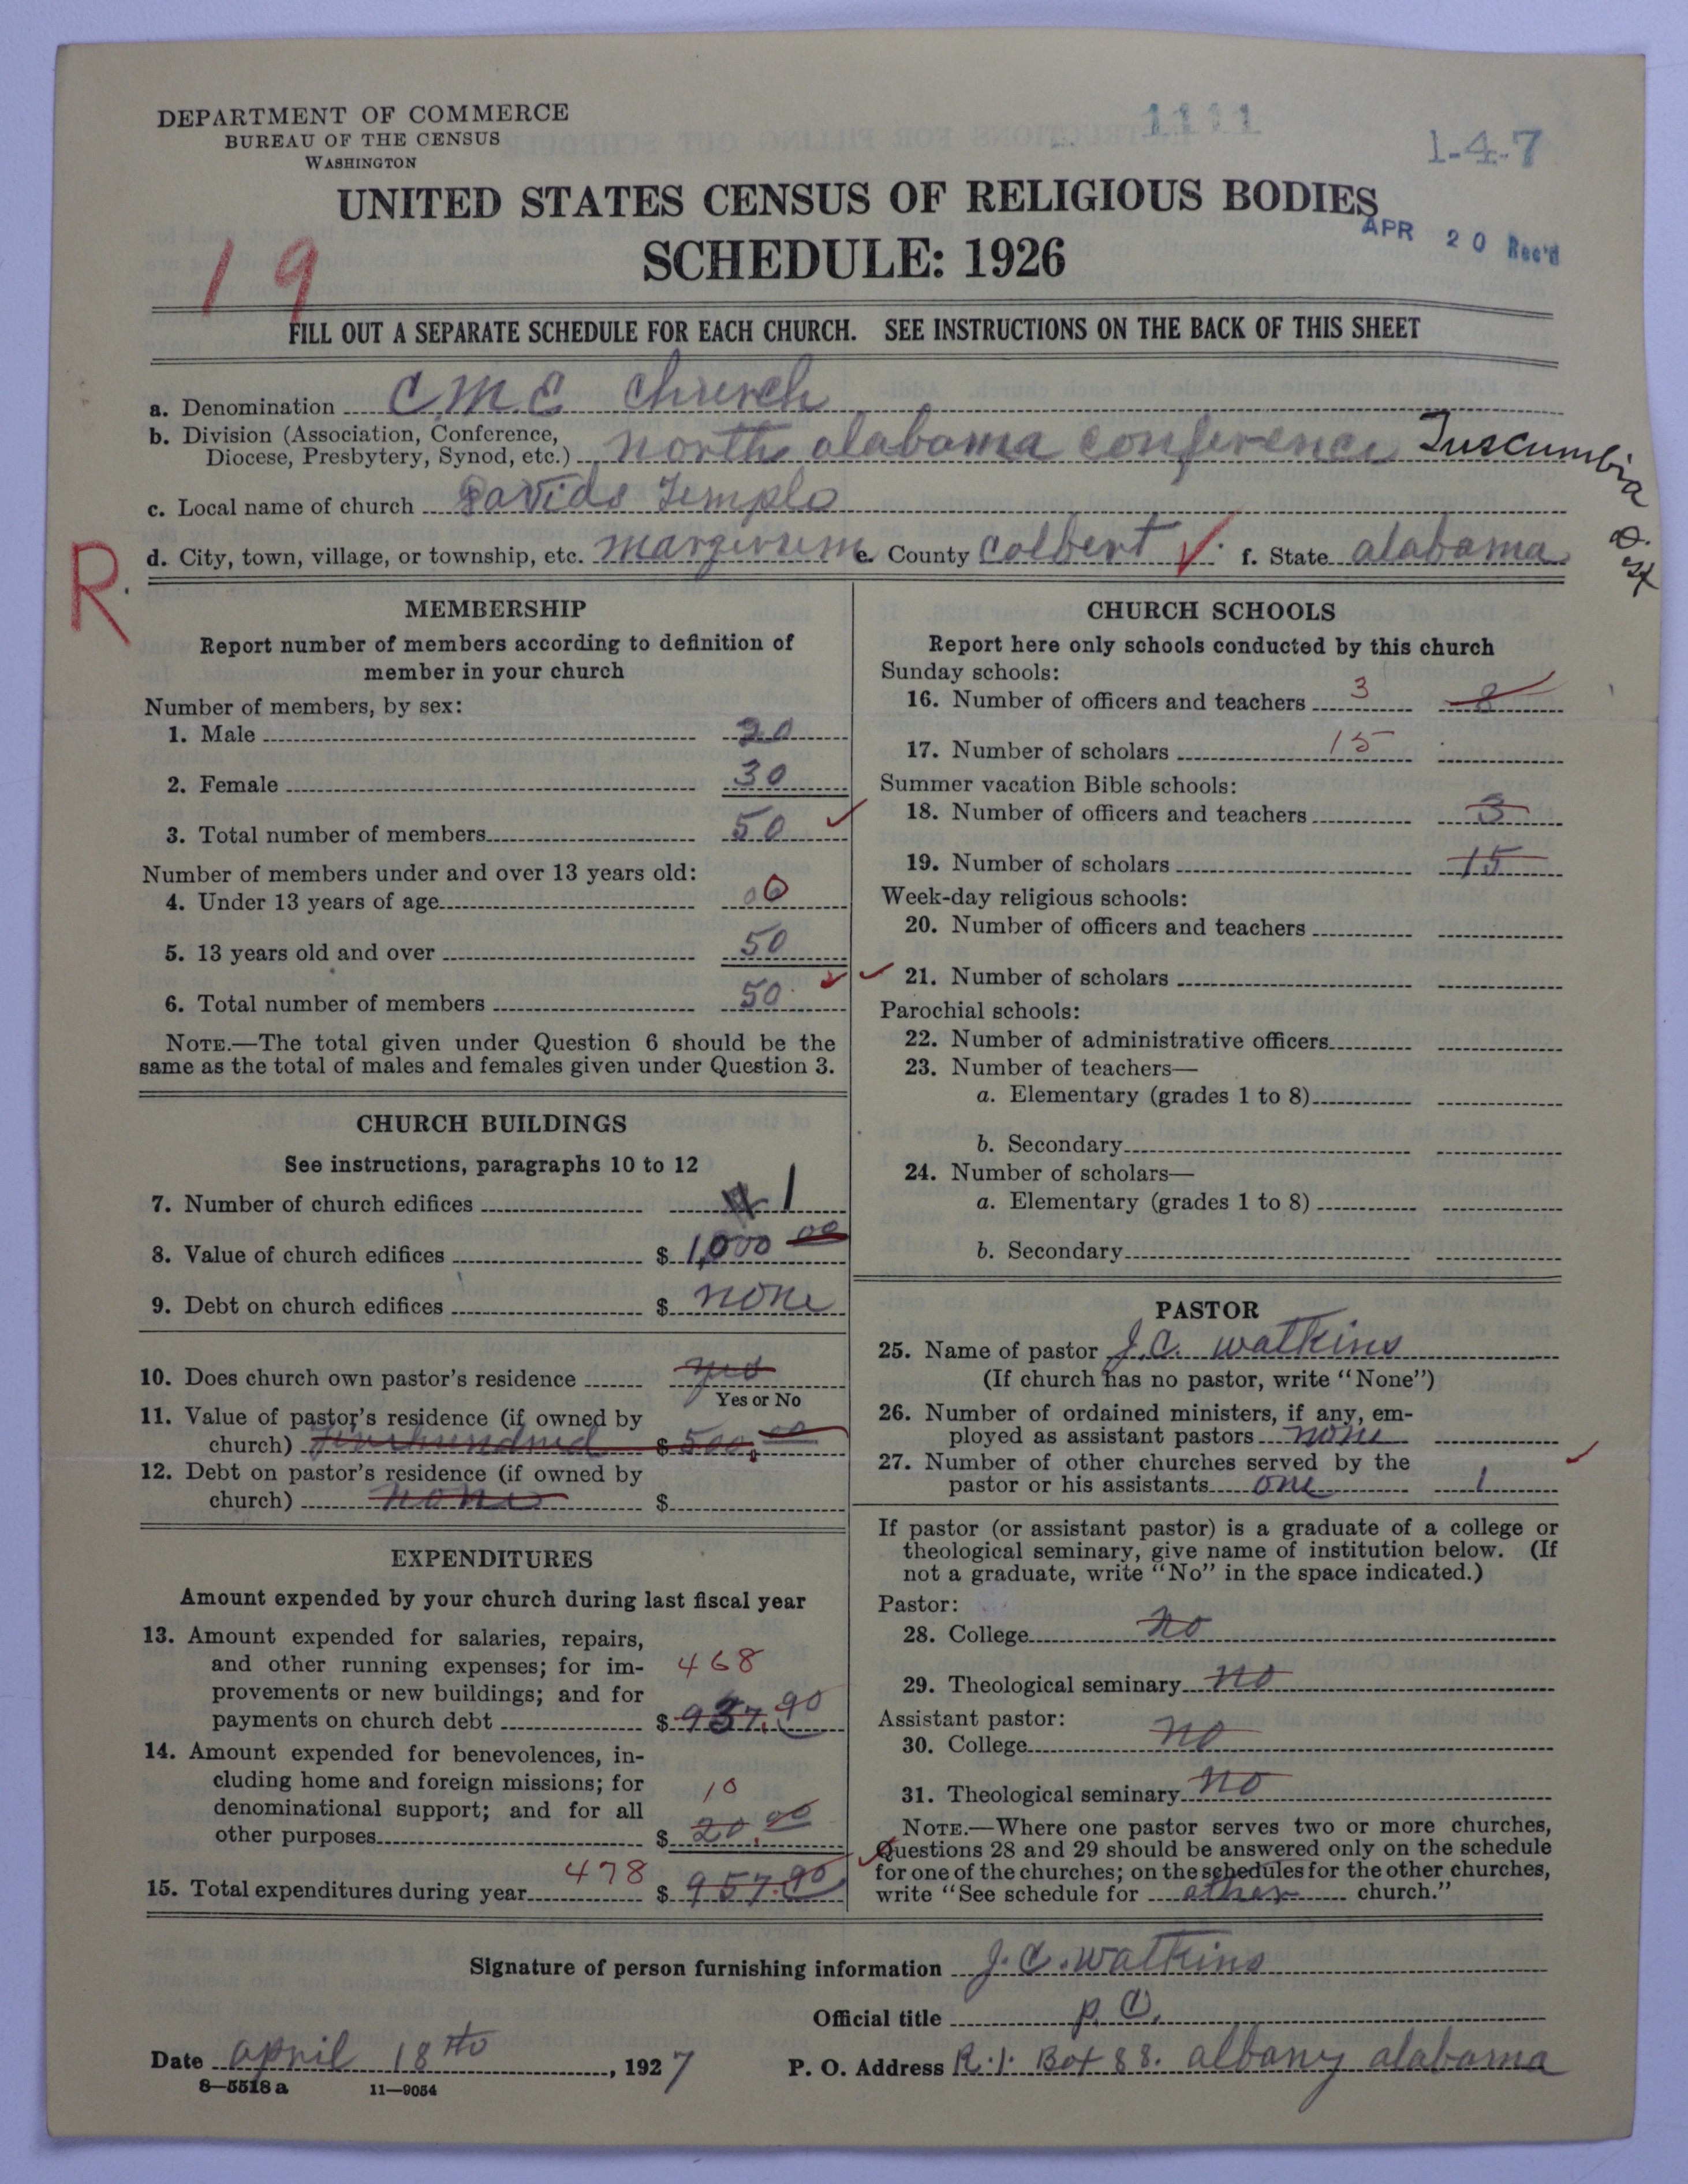 DEPARTMENT OF COMMERCE
BUREAU OF THE CENSUS
WASHINGTON
1111
1-4-7
UNITED STATES CENSUS OF RELIGIOUS BODIES
APR 20 Rec'd
SCHEDULE: 1926
19
FILL OUT A SEPARATE SCHEDULE FOR EACH CHURCH. SEE INSTRUCTIONS ON THE BACK OF THIS SHEET
a. Denomination C.M.E church
b. Division (Association, Conference,
Diocese, Presbytery, Synod, etc.) north alabama conference Tuscumbia Dist
c. Local name of church Davids Temple
d. City, town, village, or township, etc. margerum e. County Colbert f. State alabama
R.
MEMBERSHIP
Report number of members according to definition of
member in your church
Number of members, by sex:
1. Male 20
2. Female 30
3. Total number of members 50
Number of members under and over 13 years old:
4. Under 13 years of age 0
5. 13 years old and over 50
6. Total number of members 50
NOTE.—The total given under Question 6 should be the
same as the total of males and females given under Question 3.
CHURCH BUILDINGS
See instructions, paragraphs 10 to 12
7. Number of church edifices 1
8. Value of church edifices $ 1,000 00
9. Debt on church edifices $ none
10. Does church own pastor's residence yes
Yes or No
11. Value of pastor's residence (if owned by
church) $ 500.00
12. Debt on pastor's residence (if owned by
church) none $
EXPENDITURES
Amount expended by your church during last fiscal year
13. Amount expended for salaries, repairs,
and other running expenses; for im- 468
provements or new buildings; and for
payments on church debt $ 937.90
14. Amount expended for benevolences, in-
cluding home and foreign missions; for 10
denominational support; and for all
other purposes $ 20.00
15. Total expenditures during year 478 $ 957.90
CHURCH SCHOOLS
Report here only schools conducted by this church
Sunday schools:
16. Number of officers and teachers 3 8
17. Number of scholars 15
Summer vacation Bible schools:
18. Number of officers and teachers 3
19. Number of scholars 15
Week-day religious schools:
20. Number of officers and teachers
21. Number of scholars
Parochial schools:
22. Number of administrative officers
23. Number of teachers—
a. Elementary (grades 1 to 8)
b. Secondary
24. Number of scholars—
a. Elementary (grades 1 to 8)
b. Secondary
PASTOR
25. Name of pastor J.C. watkins
(If church has no pastor, write "None")
26. Number of ordained ministers, if any, em-
ployed as assistant pastors none
27. Number of other churches served by the
pastor or his assistants one 1
If pastor (or assistant pastor) is a graduate of a college or
theological seminary, give name of institution below. (If
not a graduate, write "No" in the space indicated.)
Pastor:
28. College no
29. Theological seminary no
Assistant pastor:
30. College no
31. Theological seminary no
NOTE.—Where one pastor serves two or more churches,
Questions 28 and 29 should be answered only on the schedule
for one of the churches; on the schedules for the other churches,
write "See schedule for other church."
Signature of person furnishing information J.C. watkins
Official title P.C.
Date april 18th, 1927 P. O. Address R.1. Box 88. albany alabama
8—5518 a 11—9054